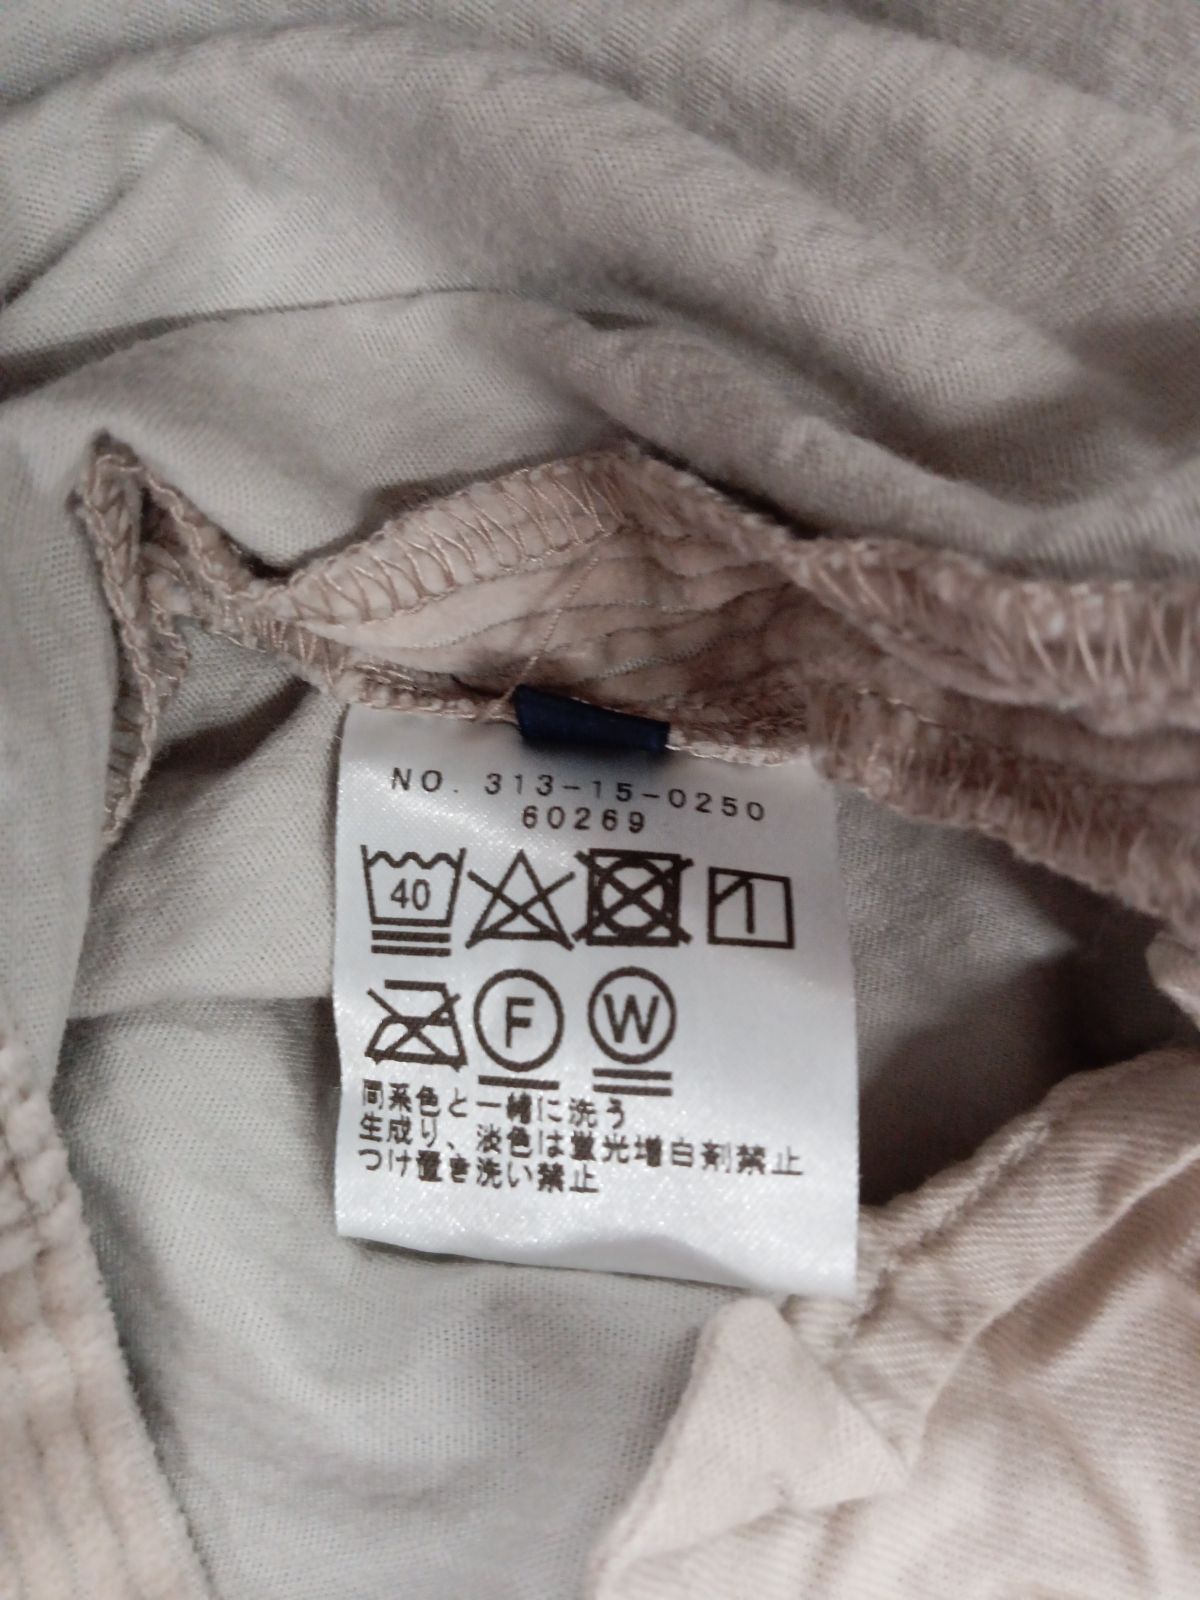 NO. 313-15-0250
60269
40
F W
同系色と一緒に洗う
生成り、淡色は蛍光増白剤禁止
つけ置き洗い禁止